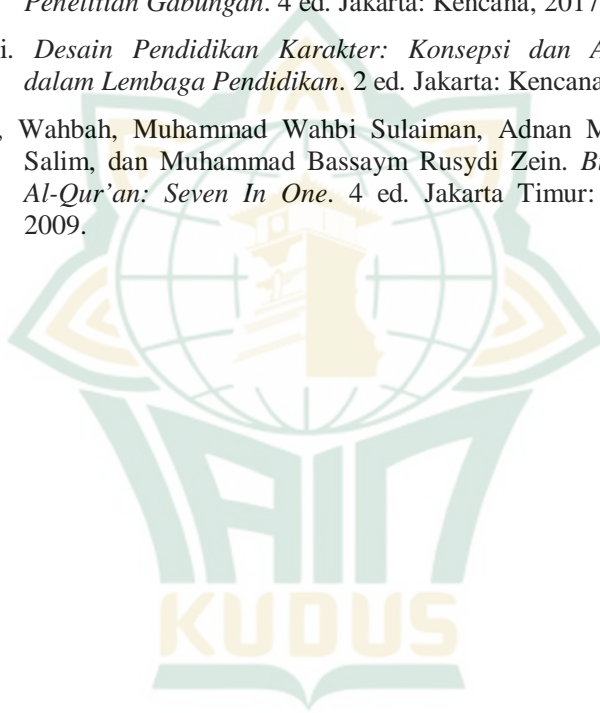 Penelitian Gabungan. 4 ed. Jakarta: Kencana, 2017
i. Desain Pendidikan Karakter: Konsepsi dan A
dalam Lembaga Pendidikan. 2 ed. Jakarta: Kencana
, Wahbah, Muhammad Wahbi Sulaiman, Adnan M
Salim, dan Muhammad Bassaym Rusydi Zein. B
Al-Qur'an: Seven In One. 4 ed. Jakarta Timur:
2009.
IAIN
KUDUS